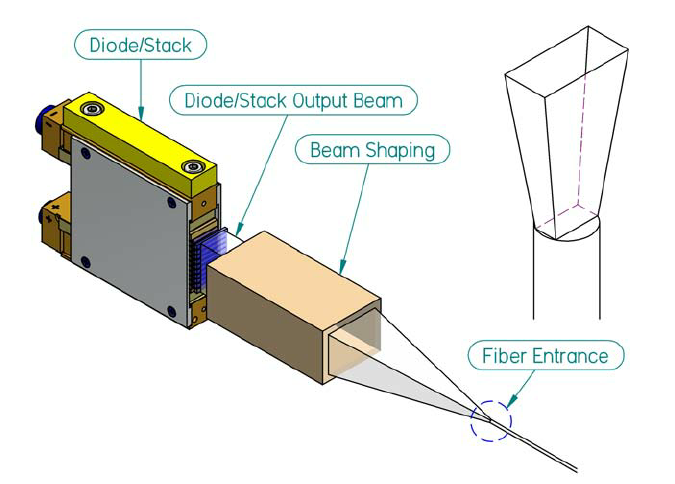 Diode/Stack
Diode/Stack Output Beam
Beam Shaping
Fiber Entrance
-
+
+